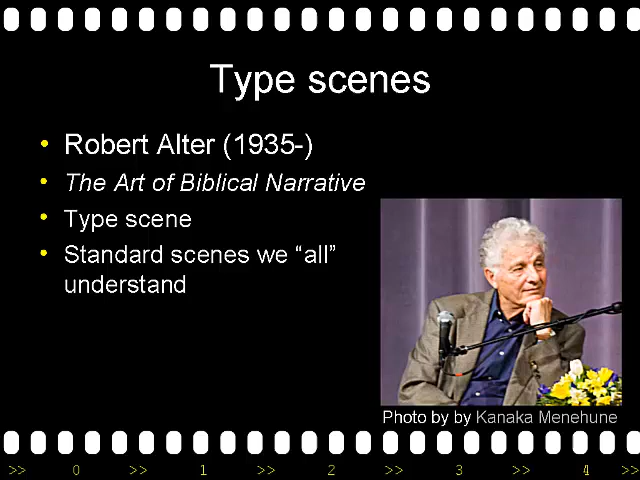 Type scenes
• Robert Alter (1935-)
• The Art of Biblical Narrative
• Type scene
• Standard scenes we “all”
understand
Photo by by Kanaka Menehune
>> 0 >> 1 >> 2 >> 3 >> 4 >>